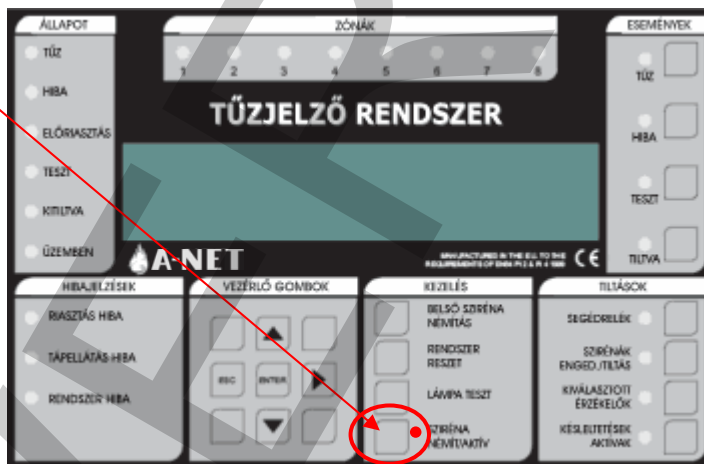 ÁLLAPOT
TŰZ
HIBA
ELŐRIASZTÁS
TESZT
KITILTVA
ÜZEMBEN
ZÓNÁK
1 2 3 4 5 6 7 8
TŰZJELZŐ RENDSZER
A-NET
MANUFACTURED IN THE E.U. TO THE
REQUIREMENTS OF EN54 Pt 2 & Pt 4 1998
CE
ESEMÉNYEK
TŰZ
HIBA
TESZT
TILTVA
HIBAJELZÉSEK
RIASZTÁS HIBA
TÁPELLÁTÁS HIBA
RENDSZER HIBA
VEZÉRLŐ GOMBOK
ESC ENTER
KEZELÉS
BELSŐ SZIRÉNA
NÉMÍTÁS
RENDSZER
RESZET
LÁMPA TESZT
SZIRÉNA
NÉMÍT/AKTÍV
TILTÁSOK
SEGÉDRELÉK
SZIRÉNÁK
ENGED./TILTÁS
KIVÁLASZTOTT
ÉRZÉKELŐK
KÉSLELTETÉSEK
AKTÍVAK